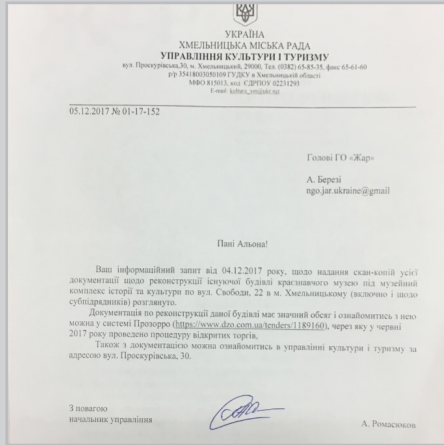 УКРАЇНА
ХМЕЛЬНИЦЬКА МІСЬКА РАДА
УПРАВЛІННЯ КУЛЬТУРИ І ТУРИЗМУ
вул. Проскурівська,30, м. Хмельницький, 29000, Тел. (0382) 65-85-35, факс 65-61-60
р/р 35418003050309 ГУДКУ в Хмельницькій області
МФО 815013, код ЄДРПОУ 02231293
E-mail:
05.12.2017 № 01-17-152
Голові ГО «Жар»
А. Березі
ngo.jar.ukraine@gmail
Пані Альона!
Ваш інформаційний запит від 04.12.2017 року, щодо надання скан-копій усієї
документації щодо реконструкції існуючої будівлі краєзнавчого музею під музейний
комплекс історії та культури по вул. Свободи, 22 в м. Хмельницькому (включно і щодо
субпідрядників) розглянуто.
Документація по реконструкції даної будівлі має значний обсяг і ознайомитись з нею
можна у системі Прозорро (https://www.dzo.com.ua/tenders/1189160), через яку у червні
2017 року проведено процедуру відкритих торгів.
Також з документацією можна ознайомитись в управлінні культури і туризму за
адресою вул. Проскурівська, 30.
З повагою
начальник управління
А. Ромасюков